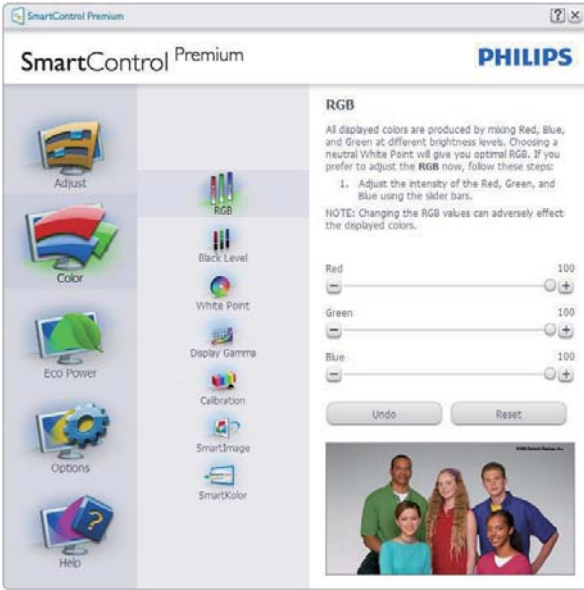 SmartControl Premium
SmartControl Premium
PHILIPS
Adjust
Color
Eco Power
Options
Help
RGB
Black Level
White Point
Display Gamma
Calibration
SmartImage
SmartKolor
RGB
All displayed colors are produced by mixing Red, Blue,
and Green at different brightness levels. Choosing a
neutral White Point will give you optimal RGB. If you
prefer to adjust the RGB now, follow these steps:
1. Adjust the intensity of the Red, Green, and
Blue using the slider bars.
NOTE: Changing the RGB values can adversely effect
the displayed colors.
Red 100
Green 100
Blue 100
Undo Reset